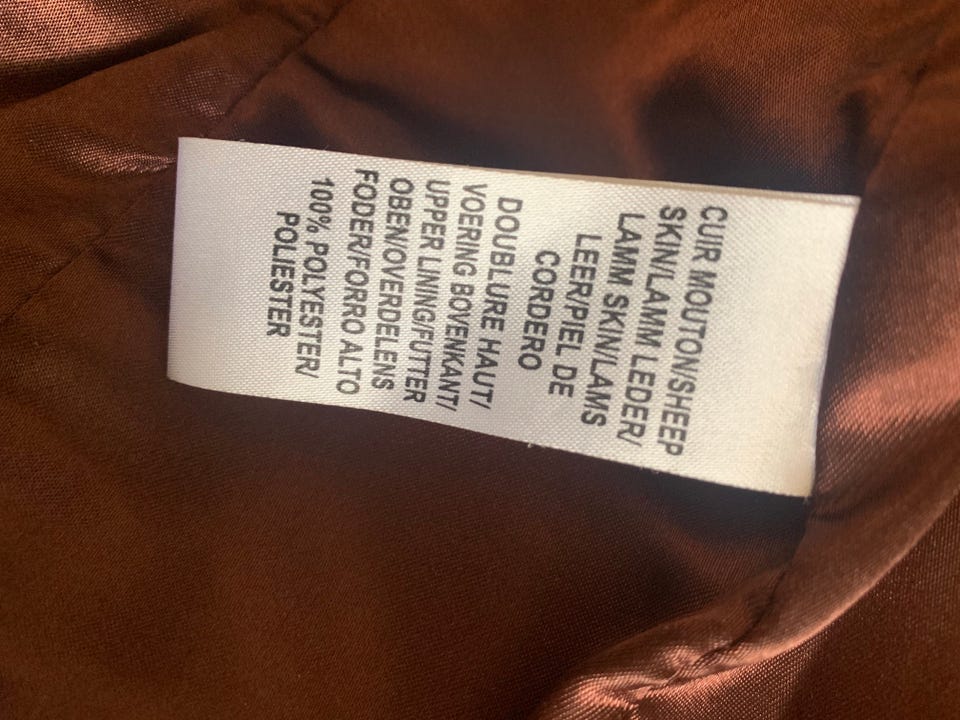 CUIR MOUTON/SHEEP
SKIN/LAMM LEDER/
LAMM SKIN/LAMS
LEER/PIEL DE
CORDERO
DOUBLURE HAUT/
VOERING BOVENKANT/
UPPER LINING/FUTTER
OBEN/OVERDELENS
FODER/FORRO ALTO
100% POLYESTER/
POLIESTER